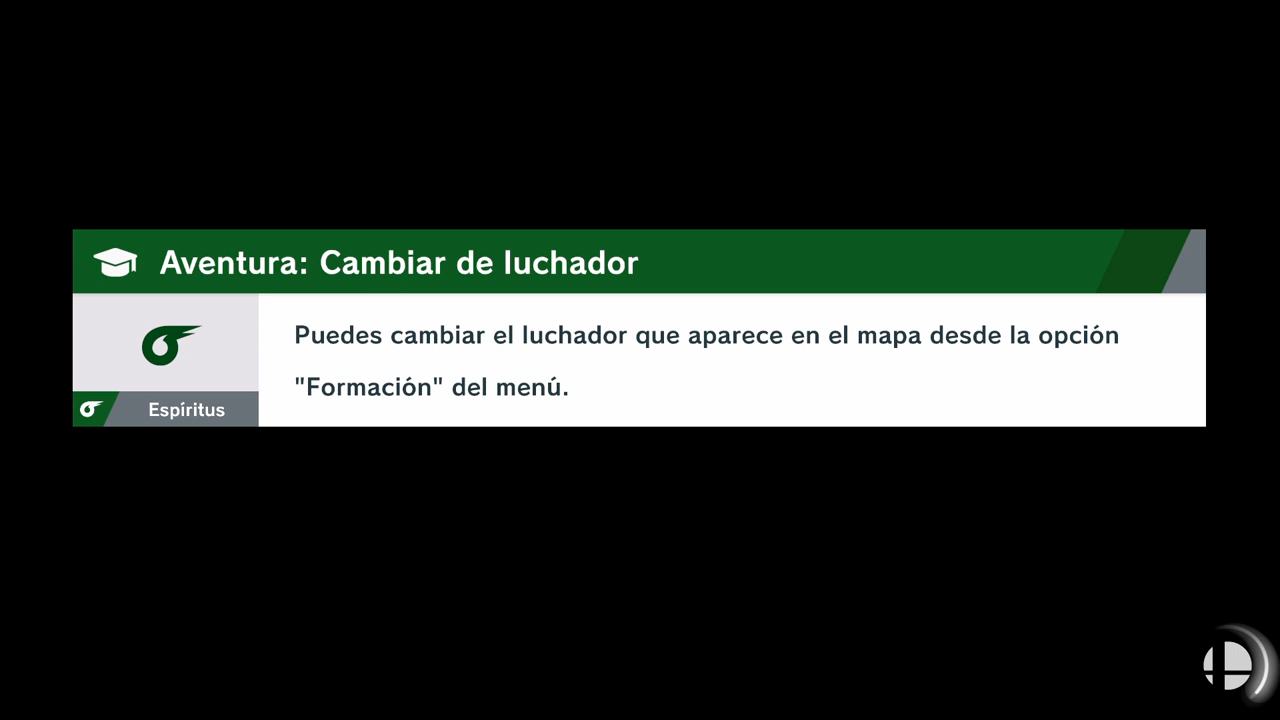 Aventura: Cambiar de luchador
Puedes cambiar el luchador que aparece en el mapa desde la opción
"Formación" del menú.
Espíritus